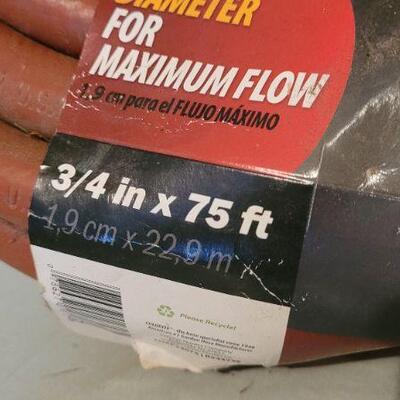 DIAMETER
FOR
MAXIMUM FLOW
1.9 cm para el FLUJO MÁXIMO
3/4 in x 75 ft
1,9 cm x 22,9 m
Please Recycle!